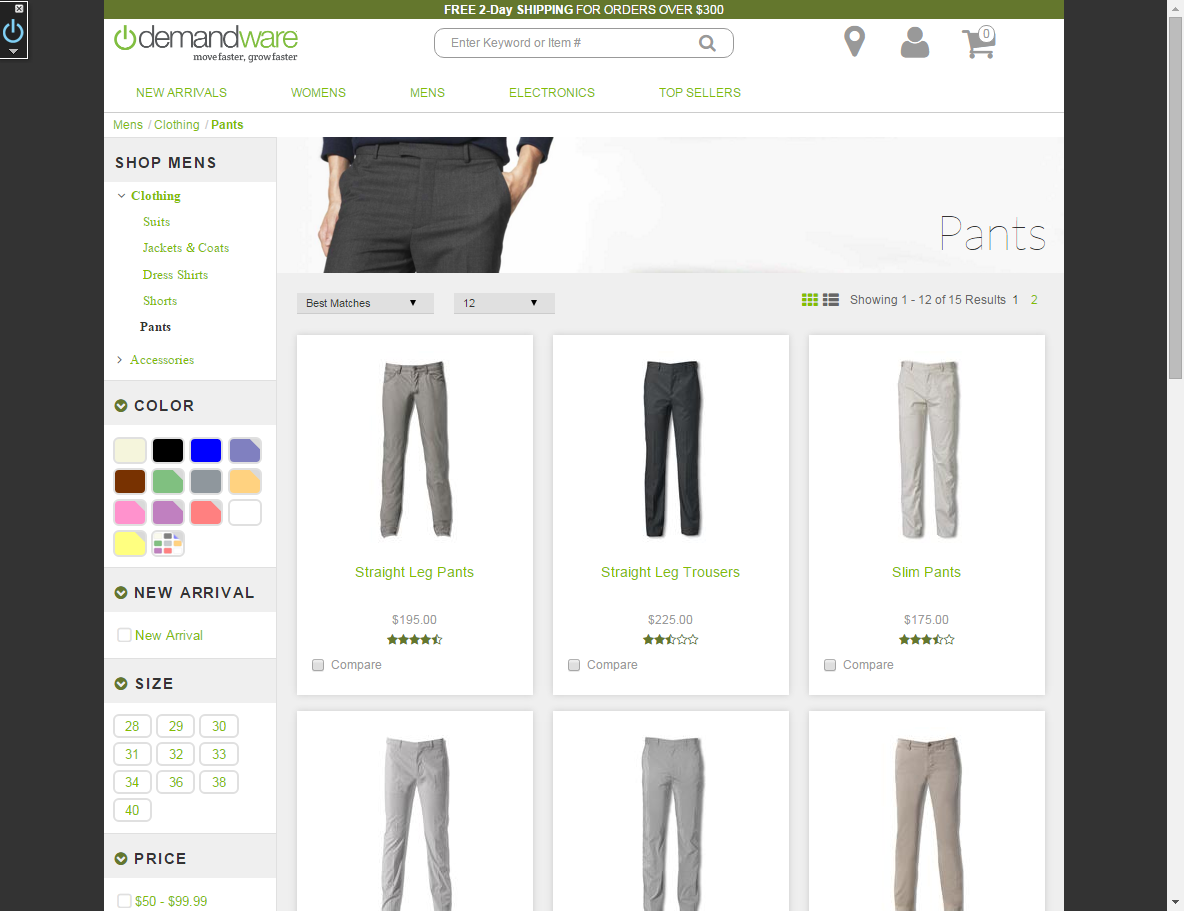 FREE 2-Day SHIPPING FOR ORDERS OVER $300
demandware
move faster, grow faster
Enter Keyword or Item #
0
NEW ARRIVALS WOMENS MENS ELECTRONICS TOP SELLERS
Mens / Clothing / Pants
SHOP MENS
Clothing
Suits
Jackets & Coats
Dress Shirts
Shorts
Pants
Accessories
COLOR
NEW ARRIVAL
New Arrival
SIZE
28 29 30
31 32 33
34 36 38
40
PRICE
$50 - $99.99
Pants
Best Matches 12 Showing 1 - 12 of 15 Results 1 2
Straight Leg Pants
$195.00
Compare
Straight Leg Trousers
$225.00
Compare
Slim Pants
$175.00
Compare